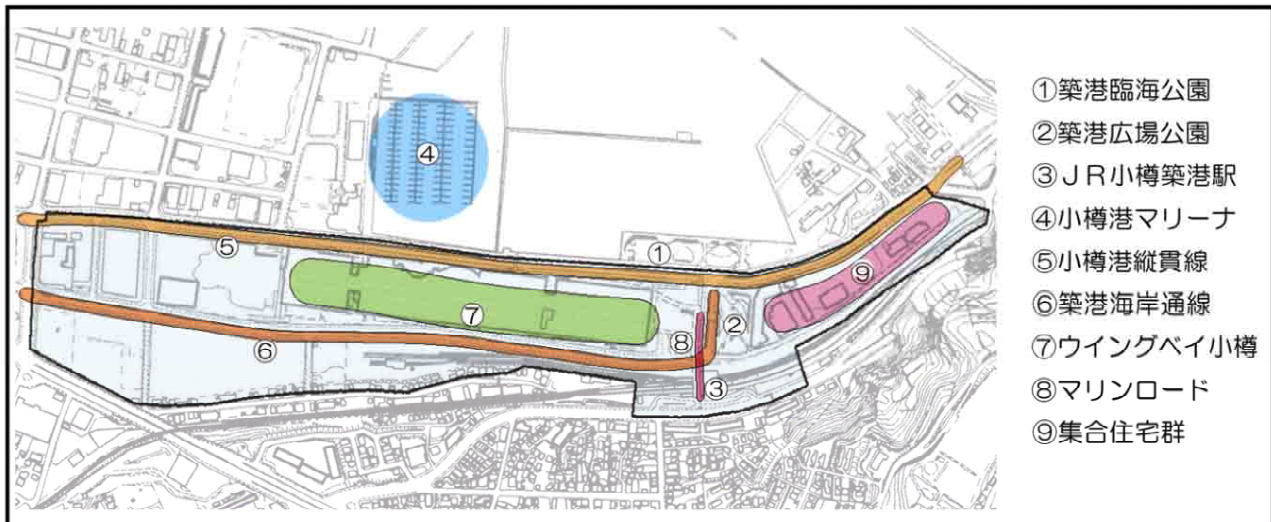 ①築港臨海公園
②築港広場公園
③ＪＲ小樽築港駅
④小樽港マリーナ
⑤小樽港縦貫線
⑥築港海岸通線
⑦ウイングベイ小樽
⑧マリンロード
⑨集合住宅群
④
①
⑤
⑨
⑦
⑧
②
⑥
③